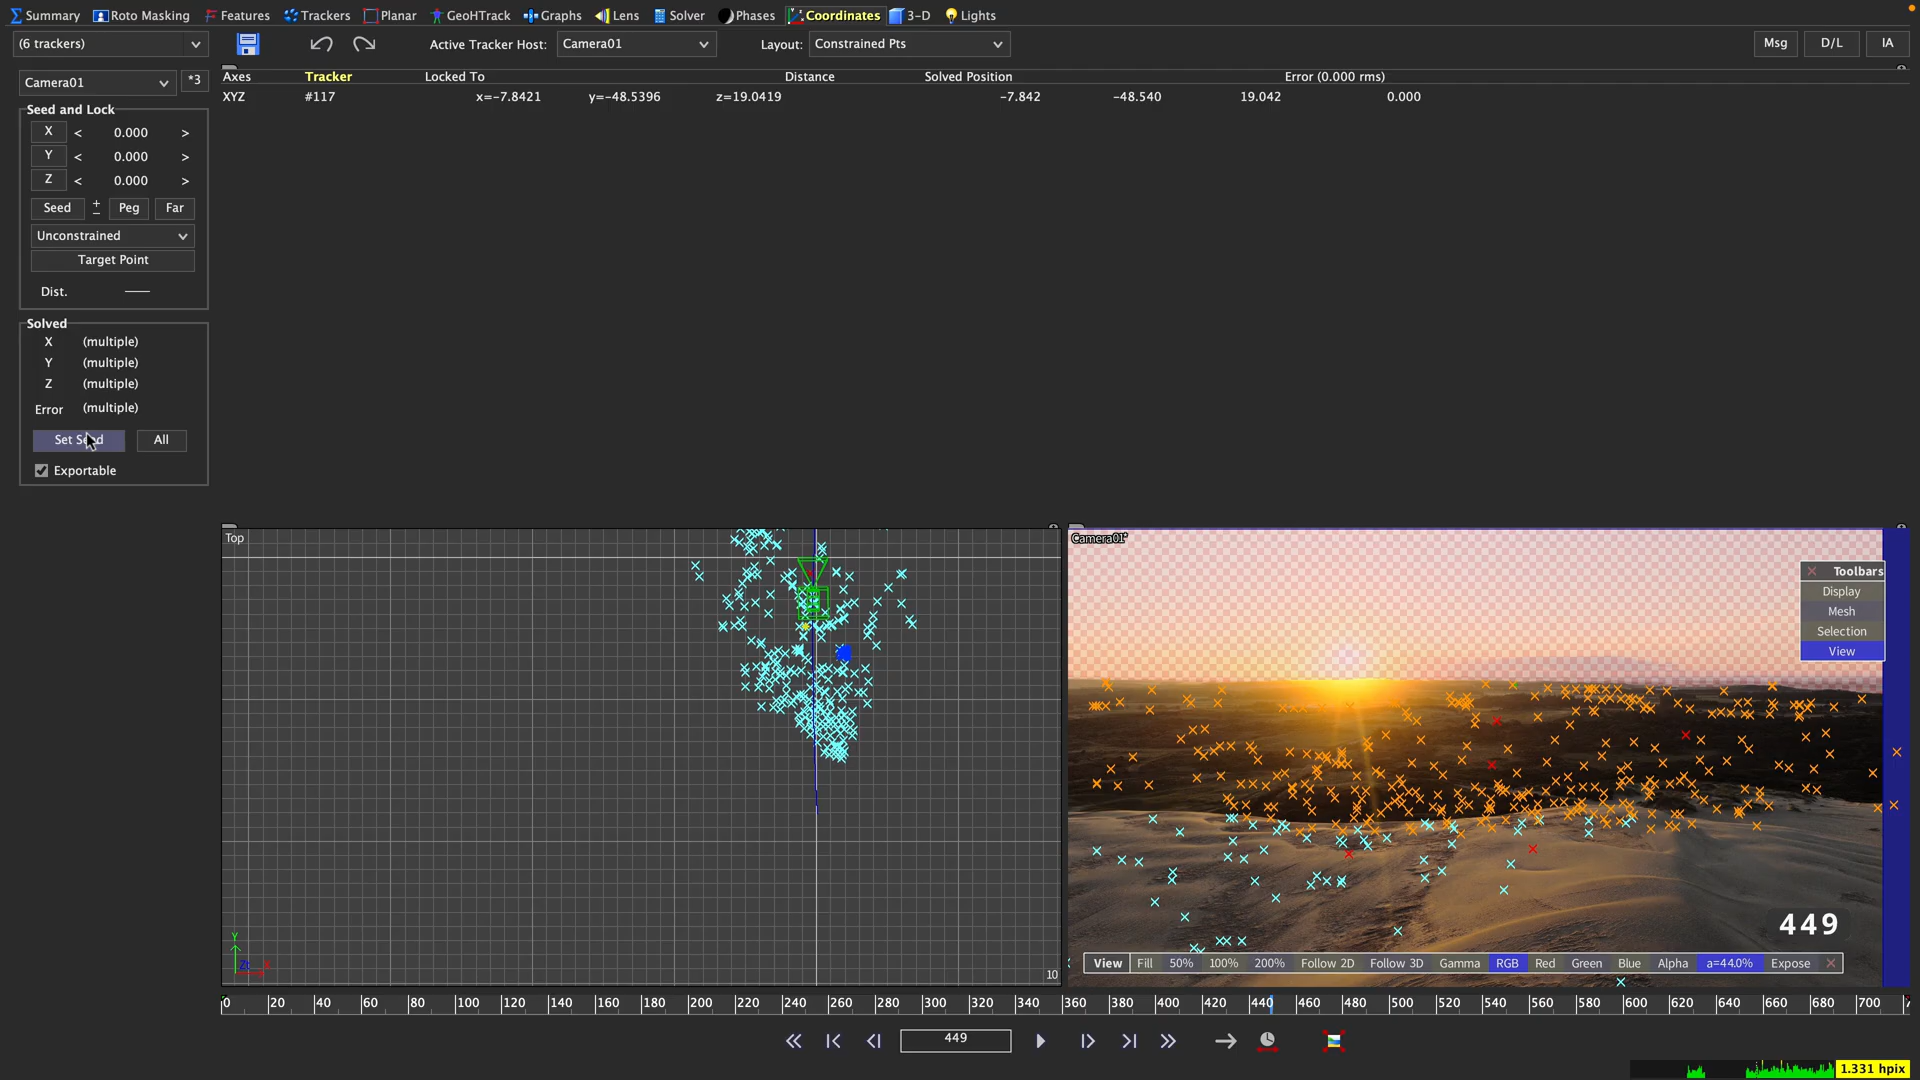 Summary Roto Masking Features Trackers Planar GeoHTrack Graphs Lens Solver Phases Coordinates 3-D Lights
(6 trackers) Active Tracker Host: Camera01 Layout: Constrained Pts Msg D/L IA
Camera01 *3
Axes Tracker Locked To Distance Solved Position Error (0.000 rms)
XYZ #117 x=-7.8421 y=-48.5396 z=19.0419 -7.842 -48.540 19.042 0.000
Seed and Lock
X < 0.000 >
Y < 0.000 >
Z < 0.000 >
Seed + - Peg Far
Unconstrained
Target Point
Dist. ——
Solved
X (multiple)
Y (multiple)
Z (multiple)
Error (multiple)
Set Seed All
Exportable
Top
Y
Z X
10
Camera01*
Toolbars
Display
Mesh
Selection
View
449
View Fill 50% 100% 200% Follow 2D Follow 3D Gamma RGB Red Green Blue Alpha a=44.0% Expose
0 20 40 60 80 100 120 140 160 180 200 220 240 260 280 300 320 340 360 380 400 420 440 460 480 500 520 540 560 580 600 620 640 660 680 700
449
1.331 hpix